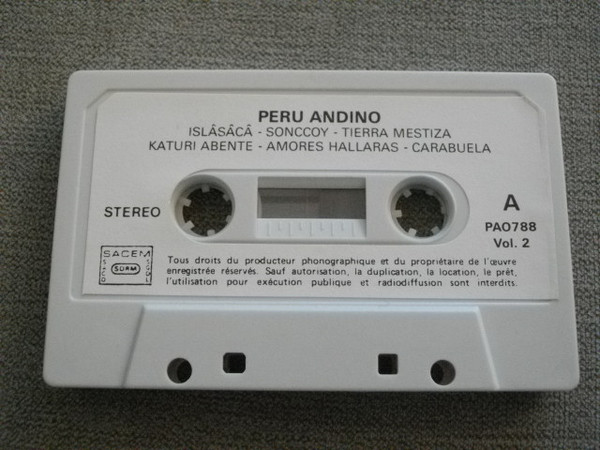 PERU ANDINO
ISLÂSÂCÂ - SONCCOY - TIERRA MESTIZA
KATURI ABENTE - AMORES HALLARAS - CARABUELA
STEREO
A
PAO788
Vol. 2
SACEM
SDRM
Tous droits du producteur phonographique et du propriétaire de l'œuvre
enregistrée réservés. Sauf autorisation, la duplication, la location, le prêt,
l'utilisation pour exécution publique et radiodiffusion sont interdits.